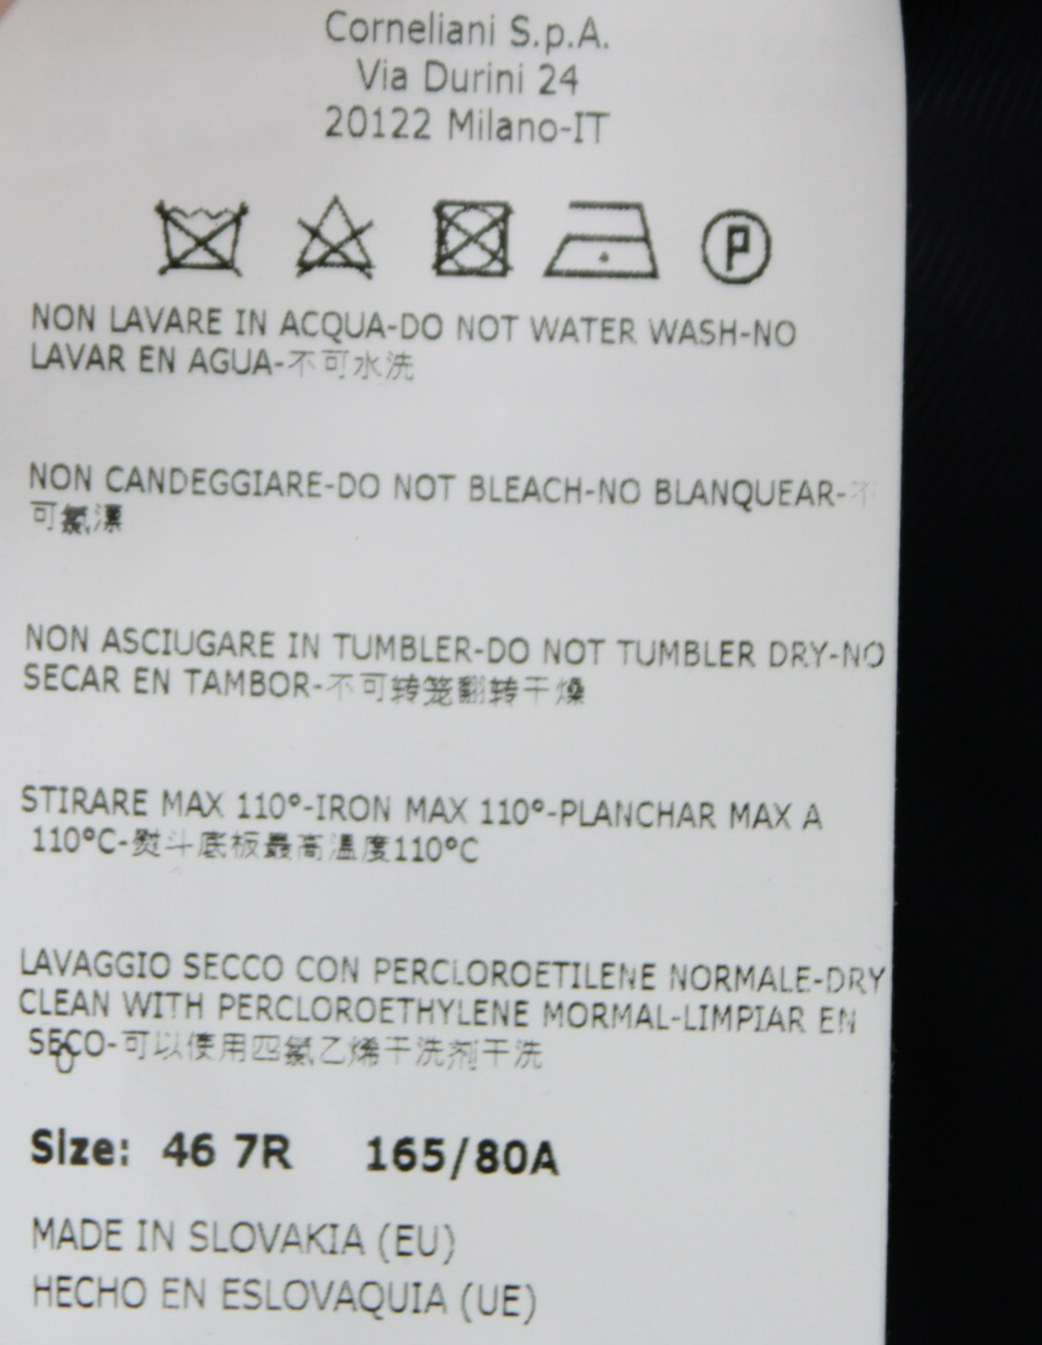 Corneliani S.p.A.
Via Durini 24
20122 Milano-IT
P
NON LAVARE IN ACQUA-DO NOT WATER WASH-NO
LAVAR EN AGUA-不可水洗
NON CANDEGGIARE-DO NOT BLEACH-NO BLANQUEAR-不
可氯漂
NON ASCIUGARE IN TUMBLER-DO NOT TUMBLER DRY-NO
SECAR EN TAMBOR-不可转笼翻转干燥
STIRARE MAX 110°-IRON MAX 110°-PLANCHAR MAX A
110°C-熨斗底板最高温度110°C
LAVAGGIO SECCO CON PERCLOROETILENE NORMALE-DRY
CLEAN WITH PERCLOROETHYLENE MORMAL-LIMPIAR EN
SECO-可以使用四氯乙烯干洗剂干洗
0
Size: 46 7R 165/80A
MADE IN SLOVAKIA (EU)
HECHO EN ESLOVAQUIA (UE)